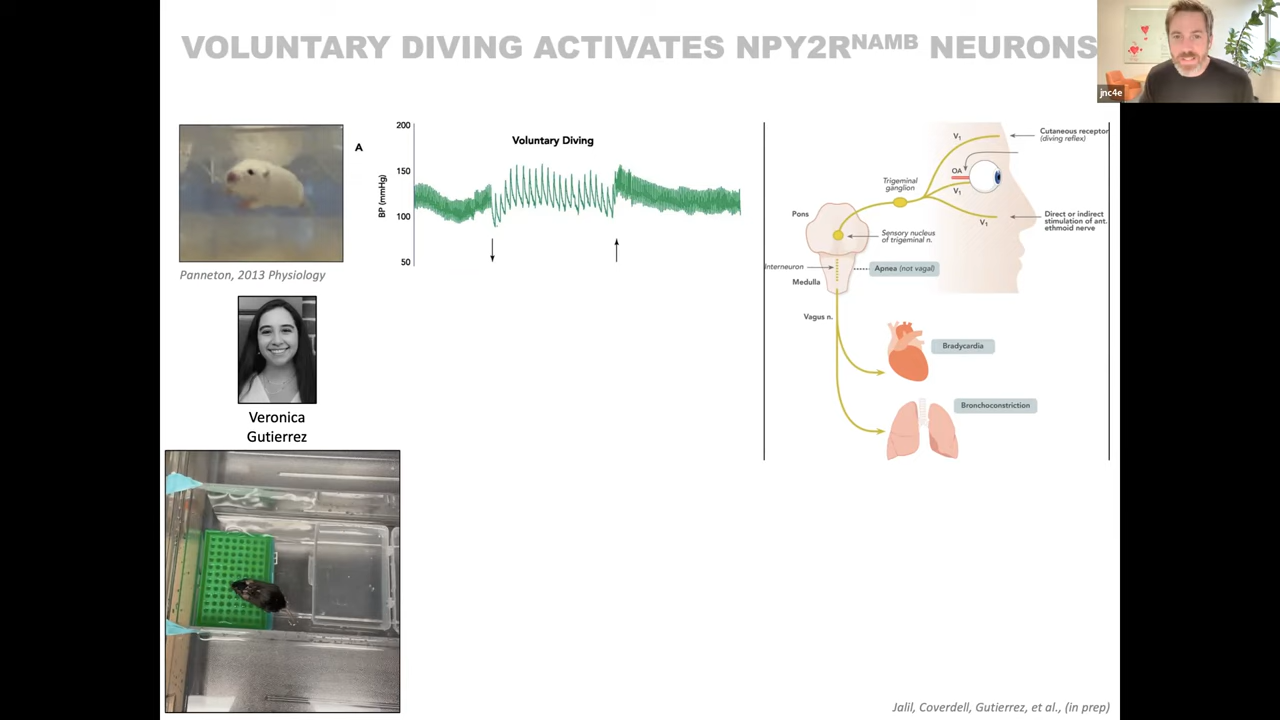 VOLUNTARY DIVING ACTIVATES NPY2RNAMB NEURONS
jnc4e
A
200
150
100
50
BP (mmHg)
Voluntary Diving
Panneton, 2013 Physiology
Veronica
Gutierrez
V1
Cutaneous receptor
(diving reflex)
OA
Trigeminal
ganglion
V1
Pons
V1
Direct or indirect
stimulation of ant.
ethmoid nerve
Sensory nucleus
of trigeminal n.
Interneuron
Apnea (not vagal)
Medulla
Vagus n.
Bradycardia
Bronchoconstriction
Jalil, Coverdell, Gutierrez, et al., (in prep)